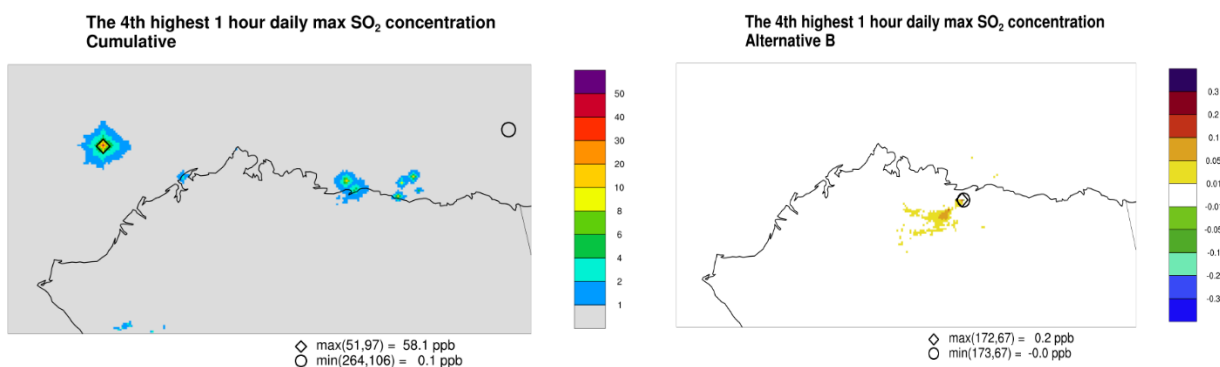 The 4th highest 1 hour daily max SO₂ concentration
Cumulative
50
40
30
20
10
8
6
4
2
1
max(51,97) = 58.1 ppb
min(264,106) = 0.1 ppb
The 4th highest 1 hour daily max SO₂ concentration
Alternative B
0.3
0.2
0.1
0.05
0.01
-0.01
-0.05
-0.1
-0.2
-0.3
max(172,67) = 0.2 ppb
min(173,67) = -0.0 ppb